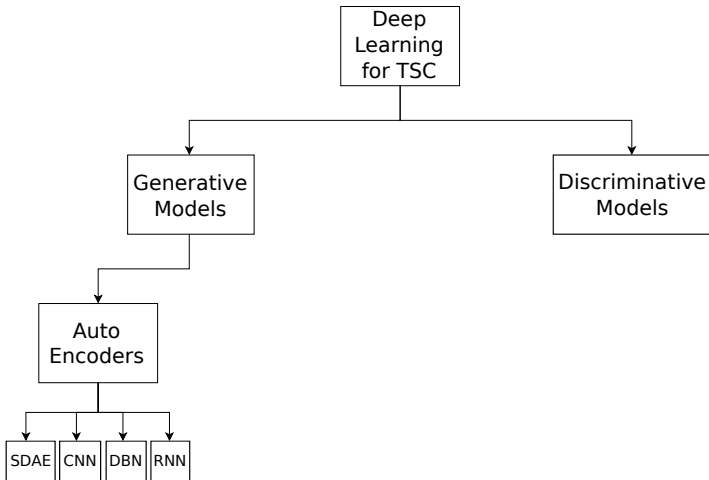 Deep
Learning
for TSC
Generative
Models
Discriminative
Models
Auto
Encoders
SDAE
CNN
DBN
RNN